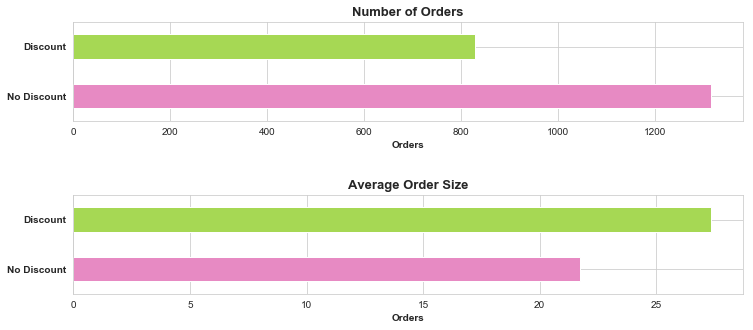 Number of Orders
Discount
No Discount
0 200 400 600 800 1000 1200
Orders
Average Order Size
Discount
No Discount
0 5 10 15 20 25
Orders